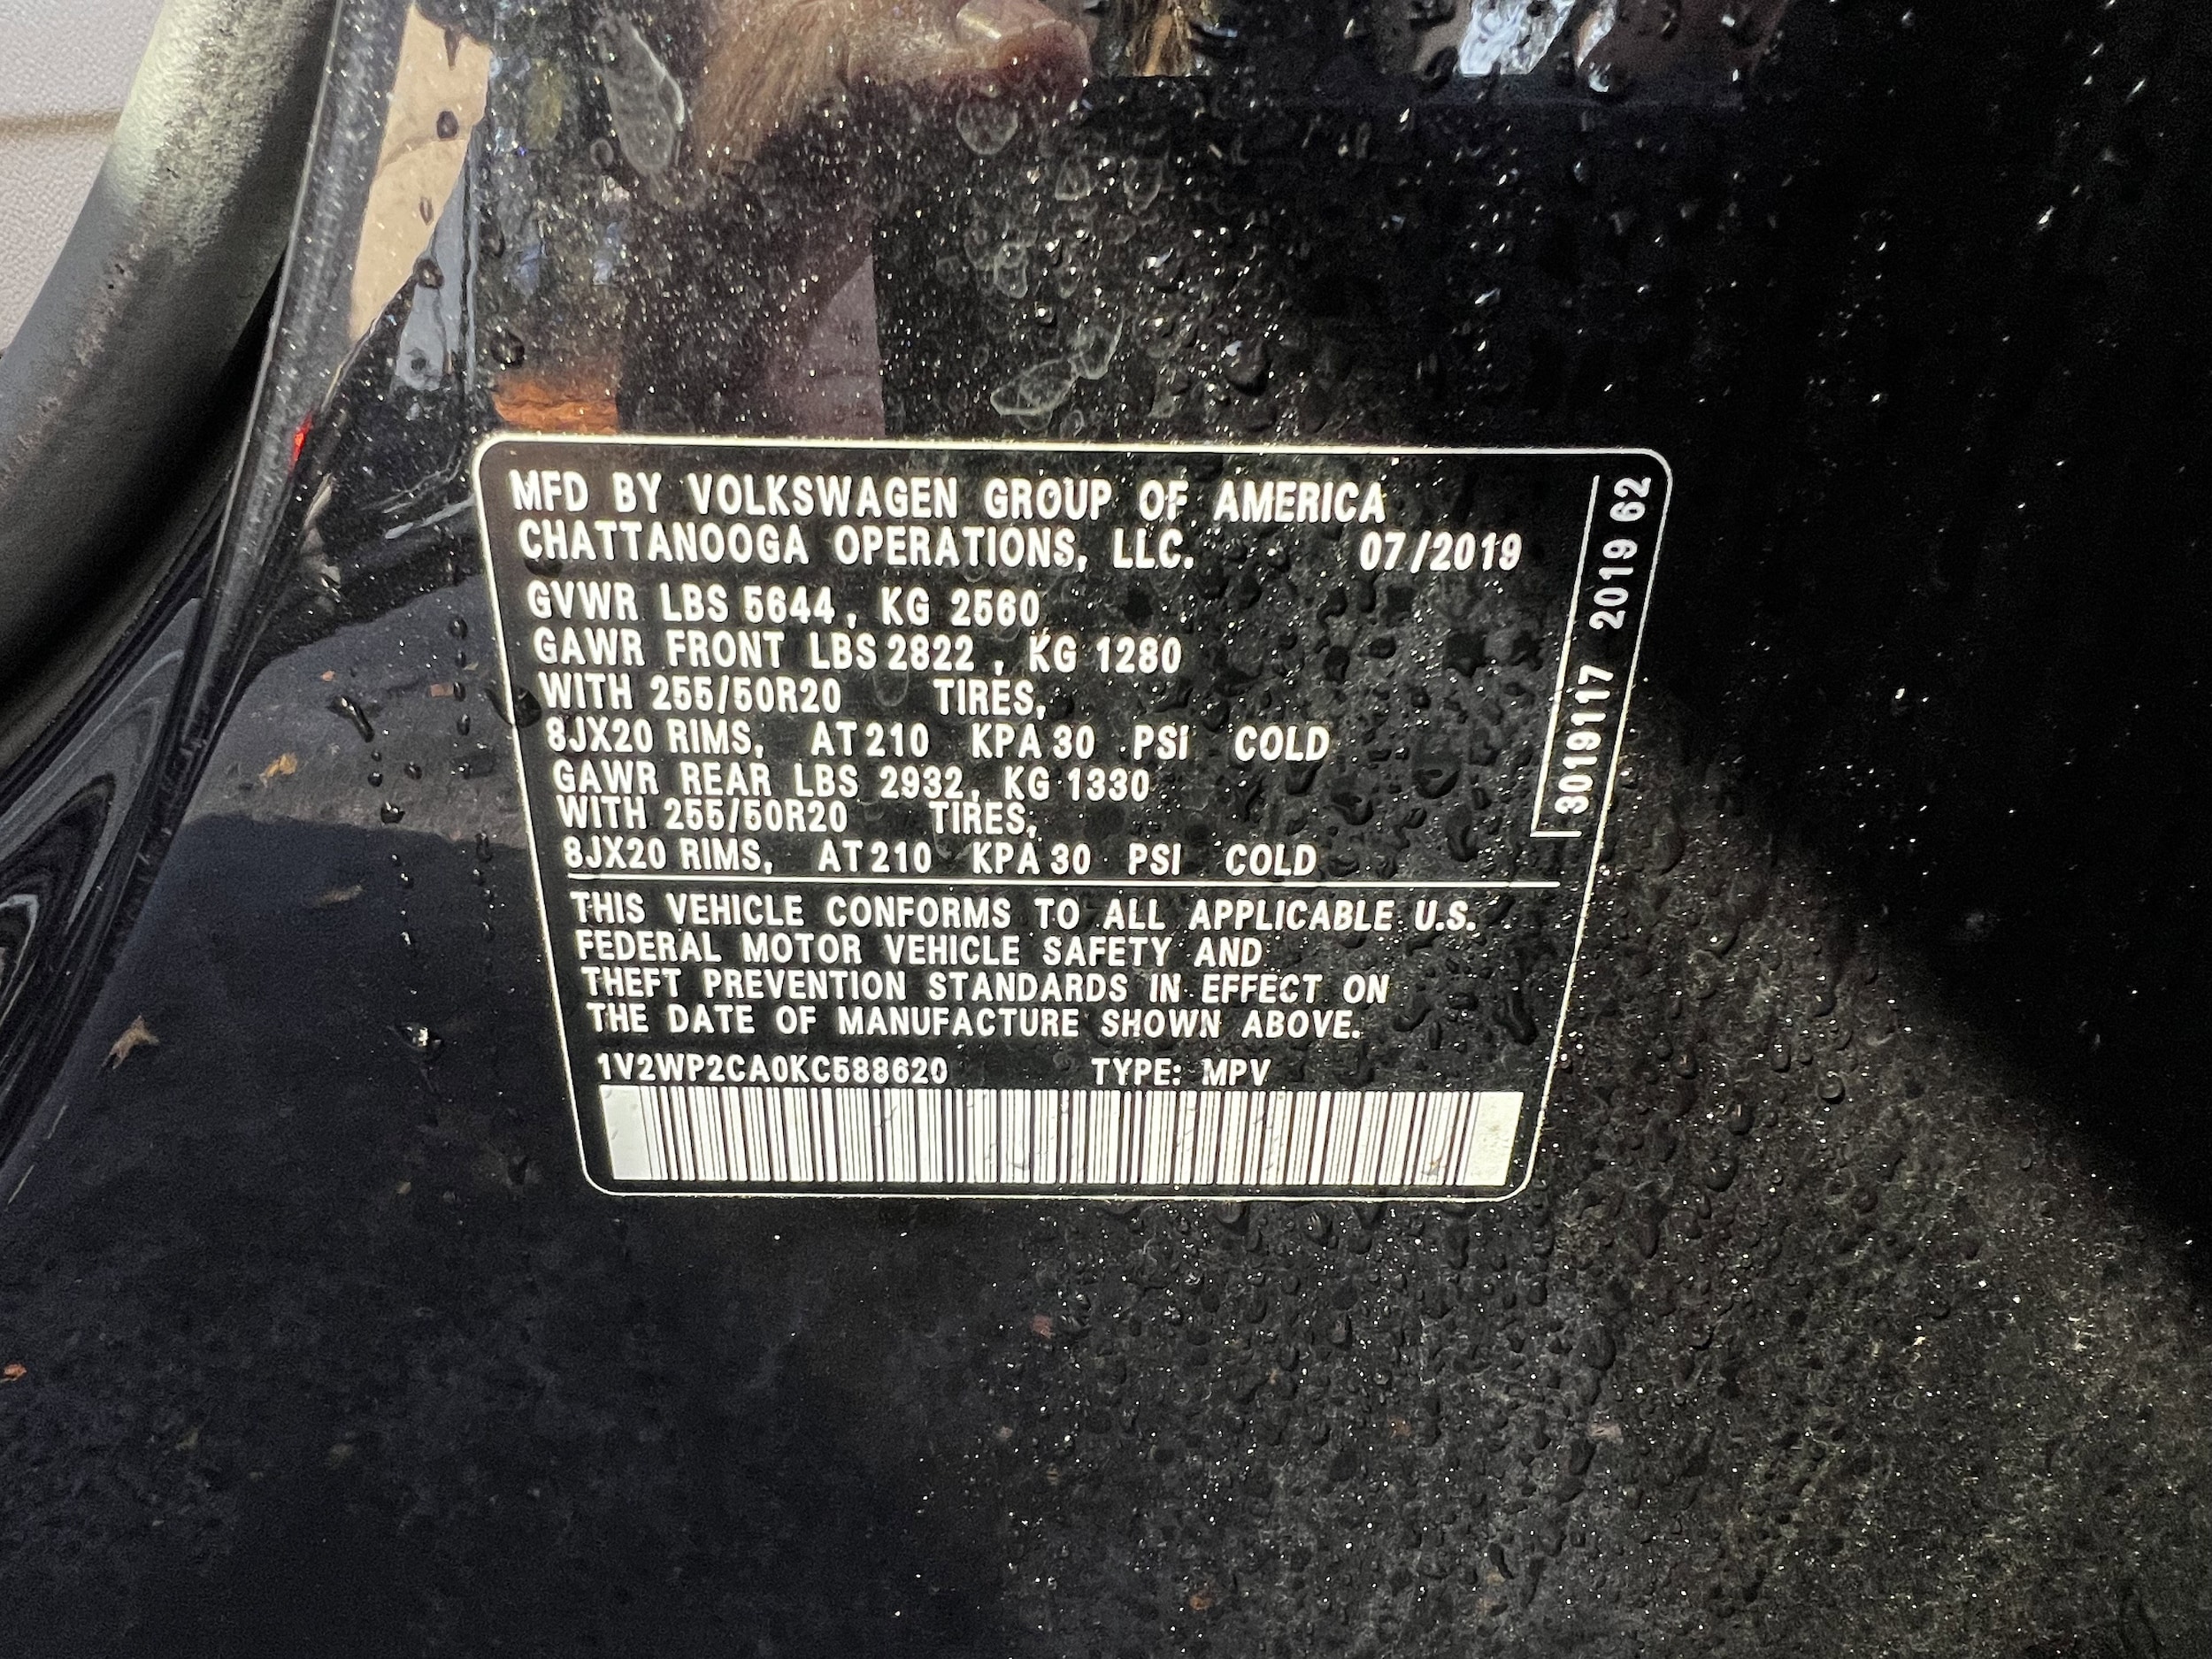 MFD BY VOLKSWAGEN GROUP OF AMERICA
CHATTANOOGA OPERATIONS, LLC. 07/2019
GVWR LBS 5644, KG 2560
GAWR FRONT LBS 2822, KG 1280
WITH 255/50R20 TIRES,
8JX20 RIMS, AT 210 KPA 30 PSI COLD
GAWR REAR LBS 2932, KG 1330
WITH 255/50R20 TIRES,
8JX20 RIMS, AT 210 KPA 30 PSI COLD
THIS VEHICLE CONFORMS TO ALL APPLICABLE U.S.
FEDERAL MOTOR VEHICLE SAFETY AND
THEFT PREVENTION STANDARDS IN EFFECT ON
THE DATE OF MANUFACTURE SHOWN ABOVE.
1V2WP2CA0KC588620 TYPE: MPV
3019117 2019 62